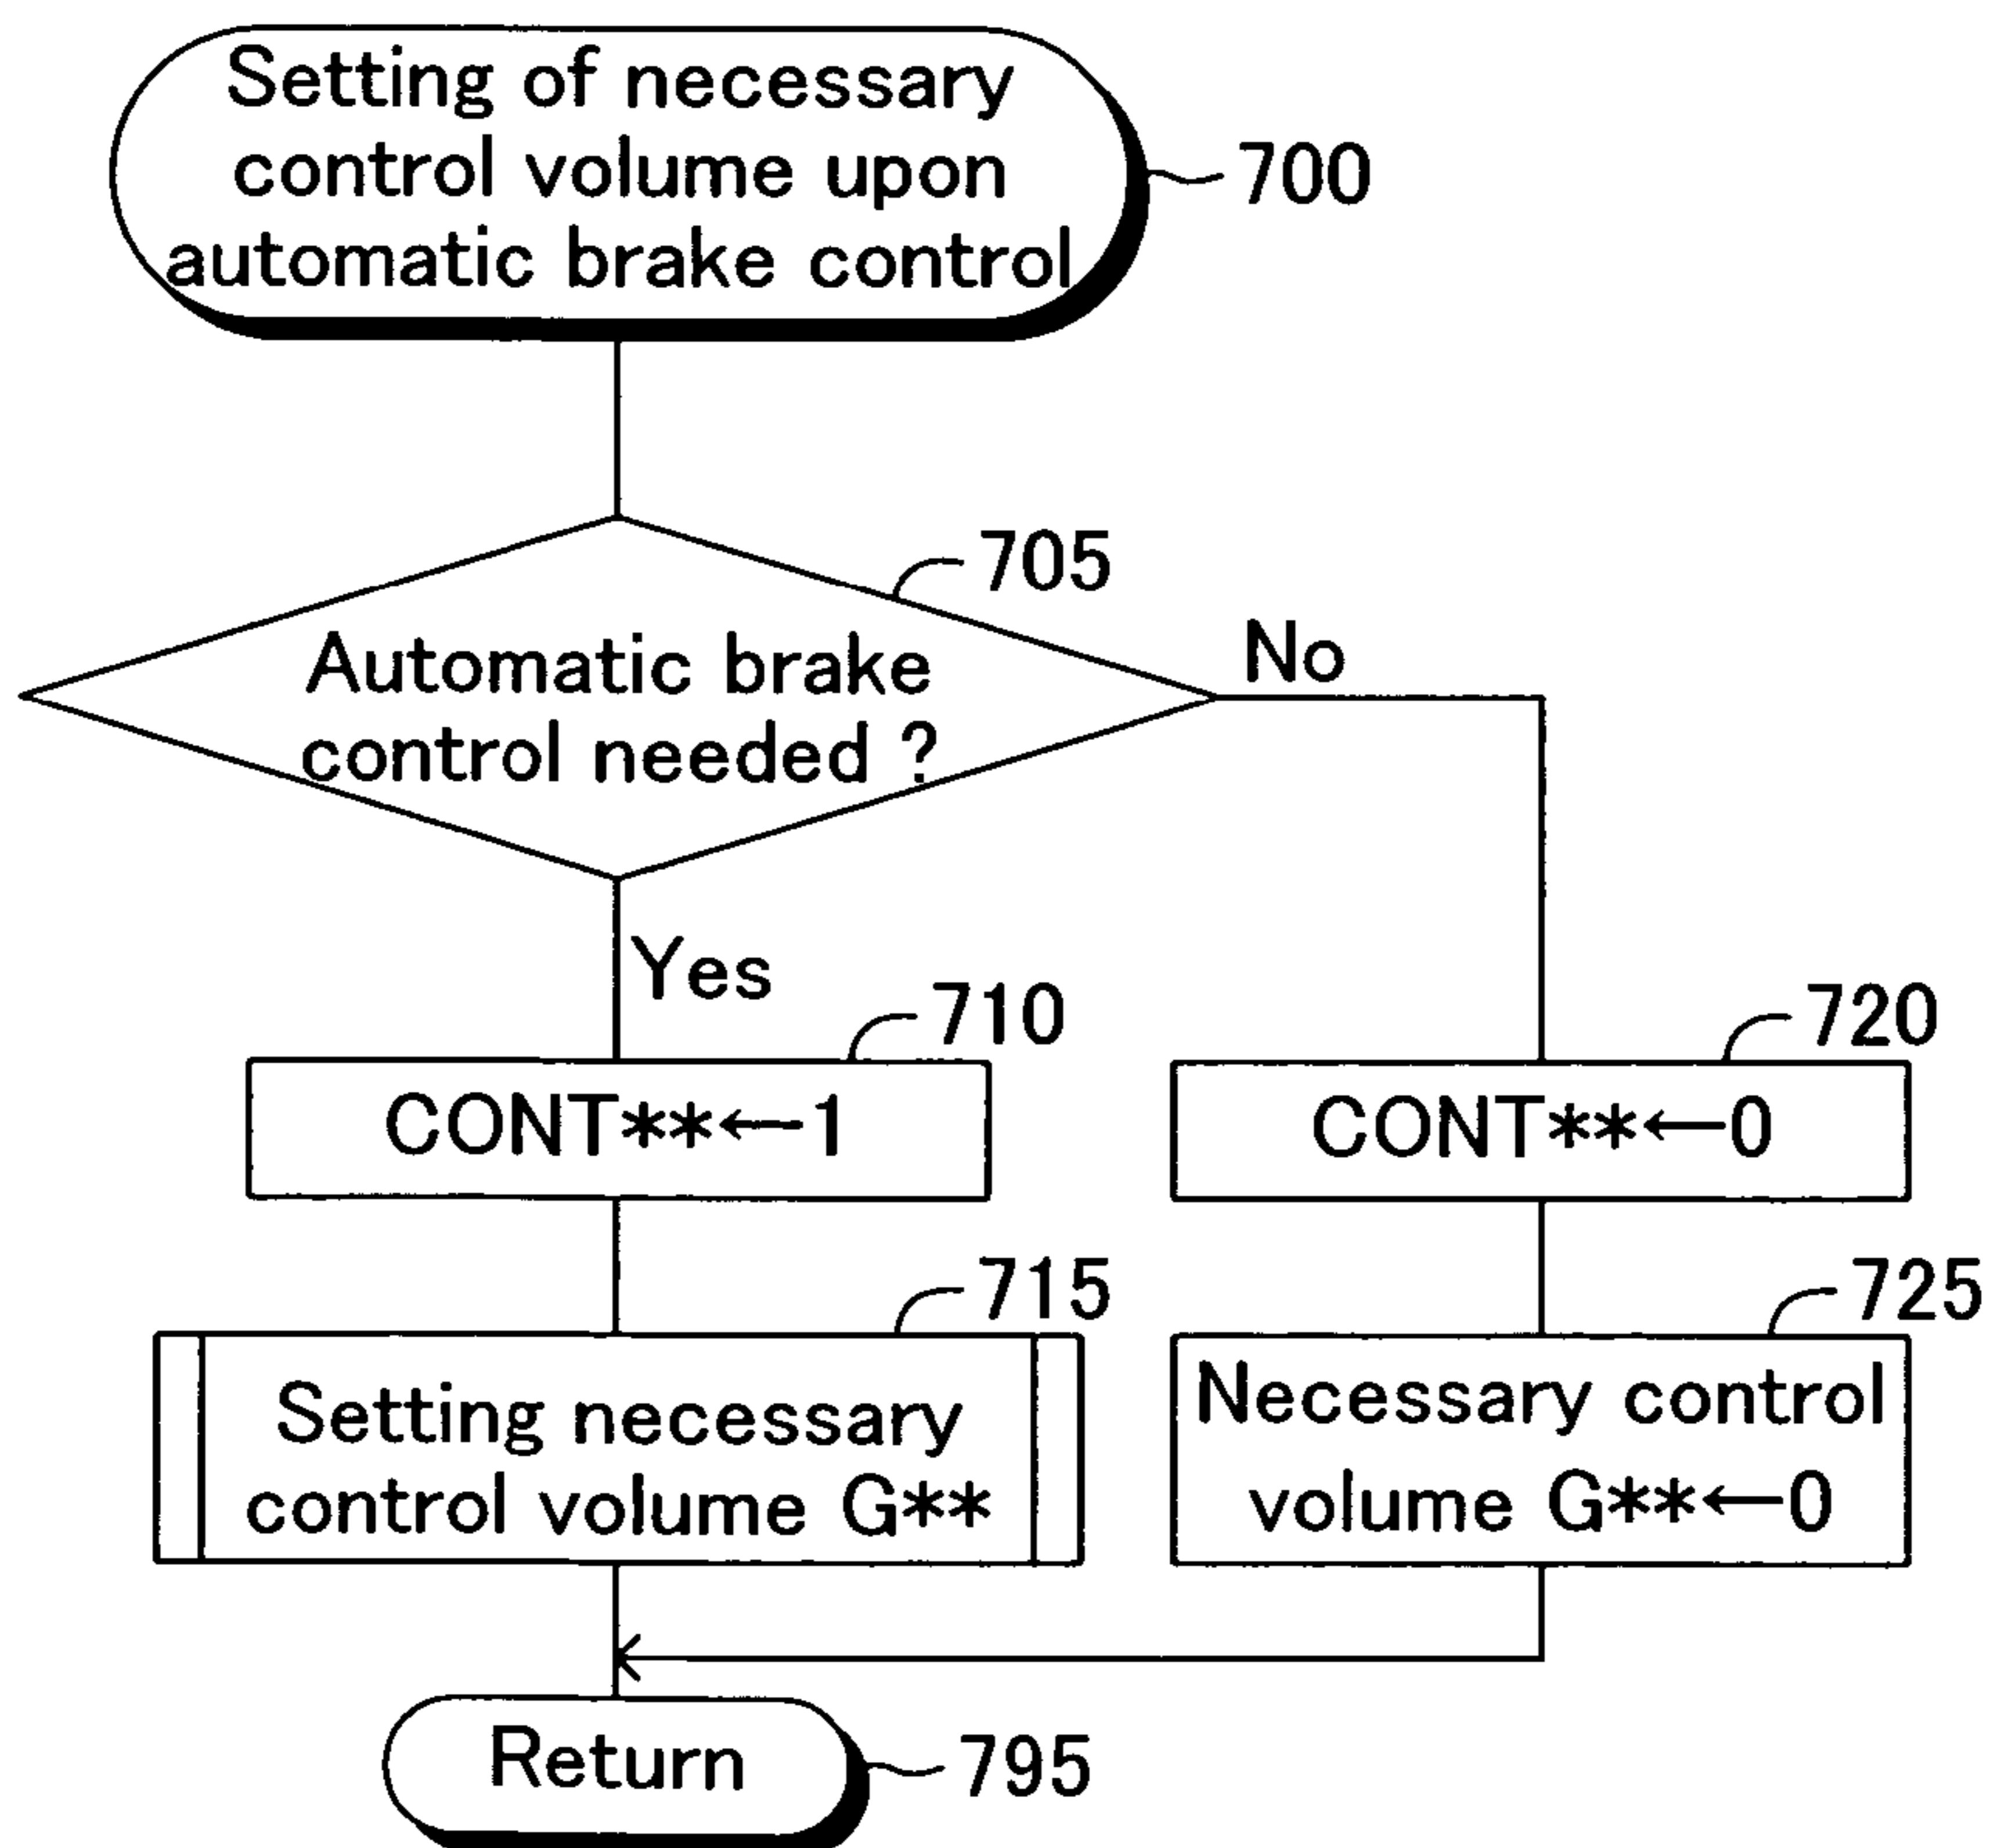 Setting of necessary
control volume upon
automatic brake control
700
705
Automatic brake
control needed ?
No
Yes
710
CONT**←1
720
CONT**←0
715
Setting necessary
control volume G**
725
Necessary control
volume G**←0
Return
795